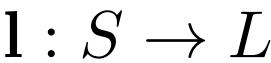 𝐥 : S → L